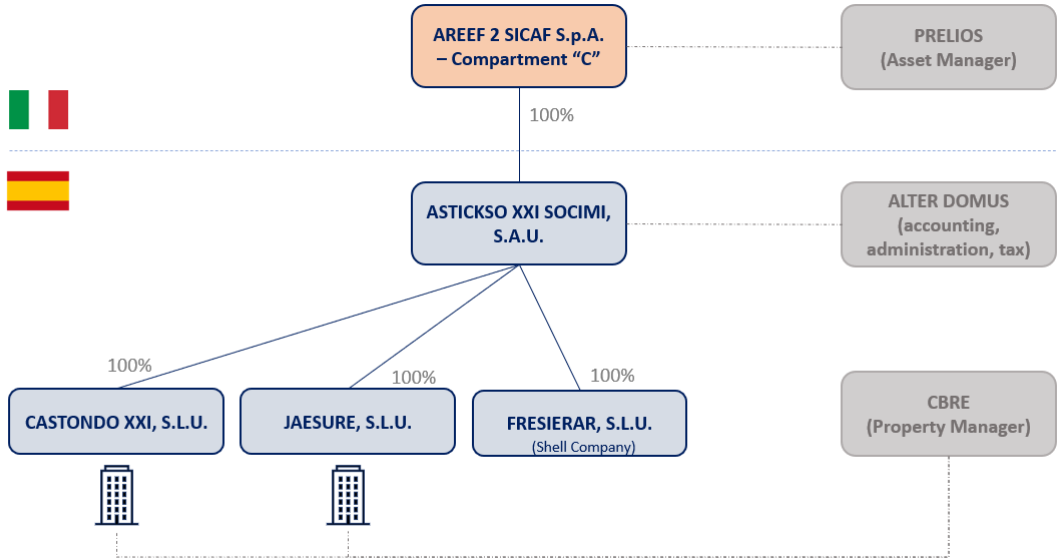 AREEF 2 SICAF S.p.A.
– Compartment “C”
PRELIOS
(Asset Manager)
100%
ASTICKSO XXI SOCIMI,
S.A.U.
ALTER DOMUS
(accounting,
administration, tax)
100%
100%
100%
CASTONDO XXI, S.L.U.
JAESURE, S.L.U.
FRESIERAR, S.L.U.
(Shell Company)
CBRE
(Property Manager)